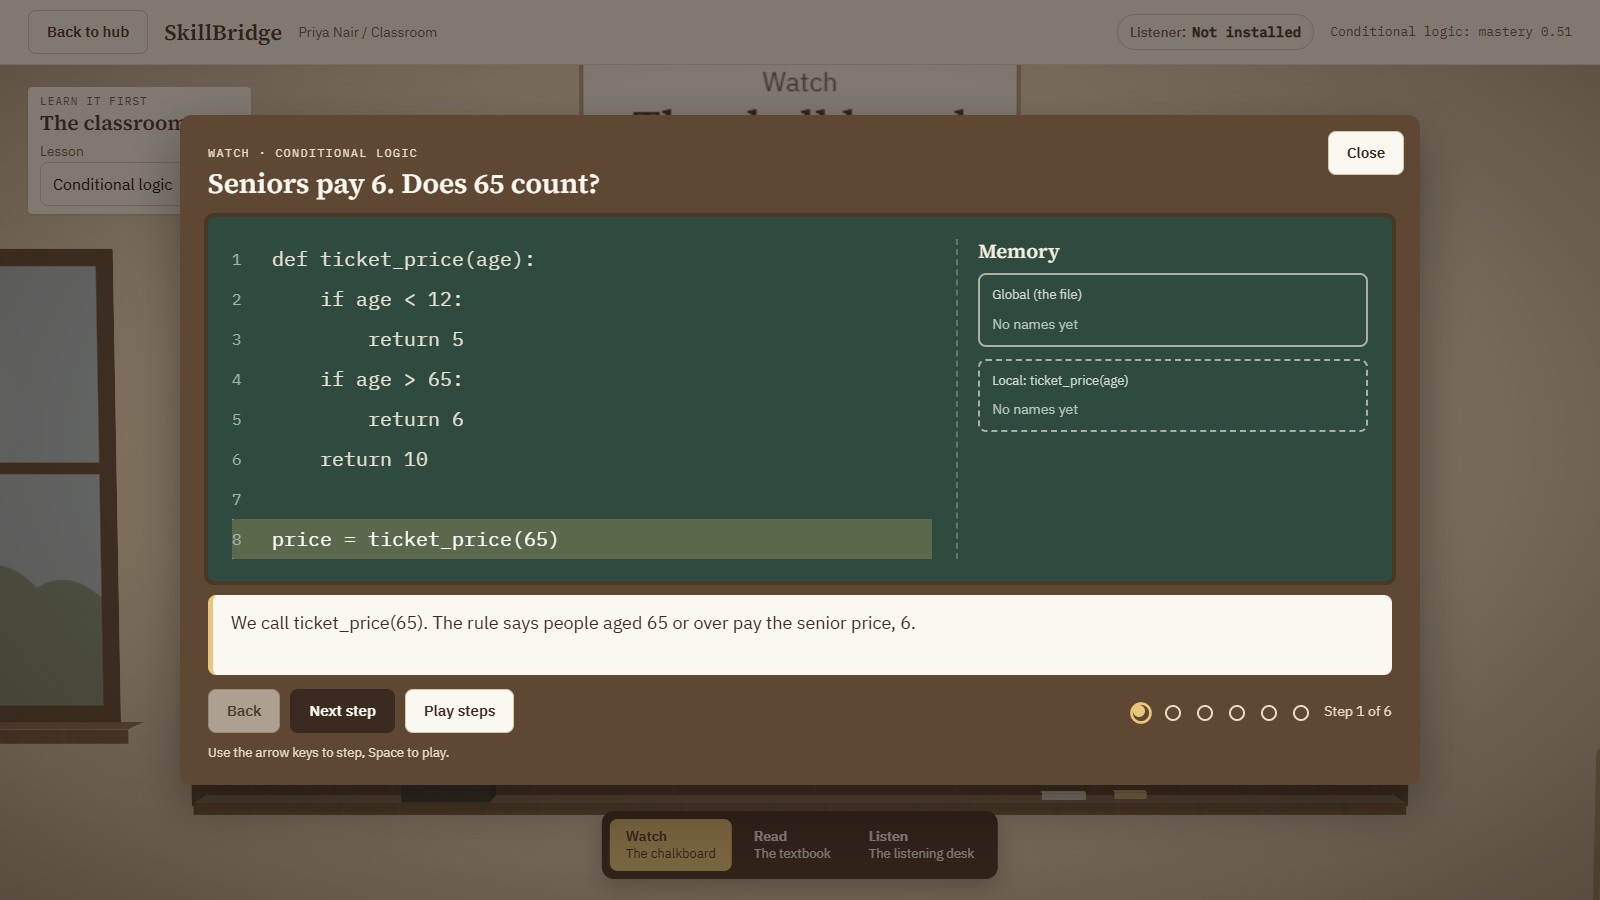 Back to hub
SkillBridge
Priya Nair / Classroom
Listener: Not installed
Conditional logic: mastery 0.51
Watch
LEARN IT FIRST
The classroom
Lesson
Conditional logic
WATCH · CONDITIONAL LOGIC
Close
Seniors pay 6. Does 65 count?
1 def ticket_price(age):
2 if age < 12:
3 return 5
4 if age > 65:
5 return 6
6 return 10
7
8 price = ticket_price(65)
Memory
Global (the file)
No names yet
Local: ticket_price(age)
No names yet
We call ticket_price(65). The rule says people aged 65 or over pay the senior price, 6.
Back
Next step
Play steps
Step 1 of 6
Use the arrow keys to step, Space to play.
Watch
The chalkboard
Read
The textbook
Listen
The listening desk